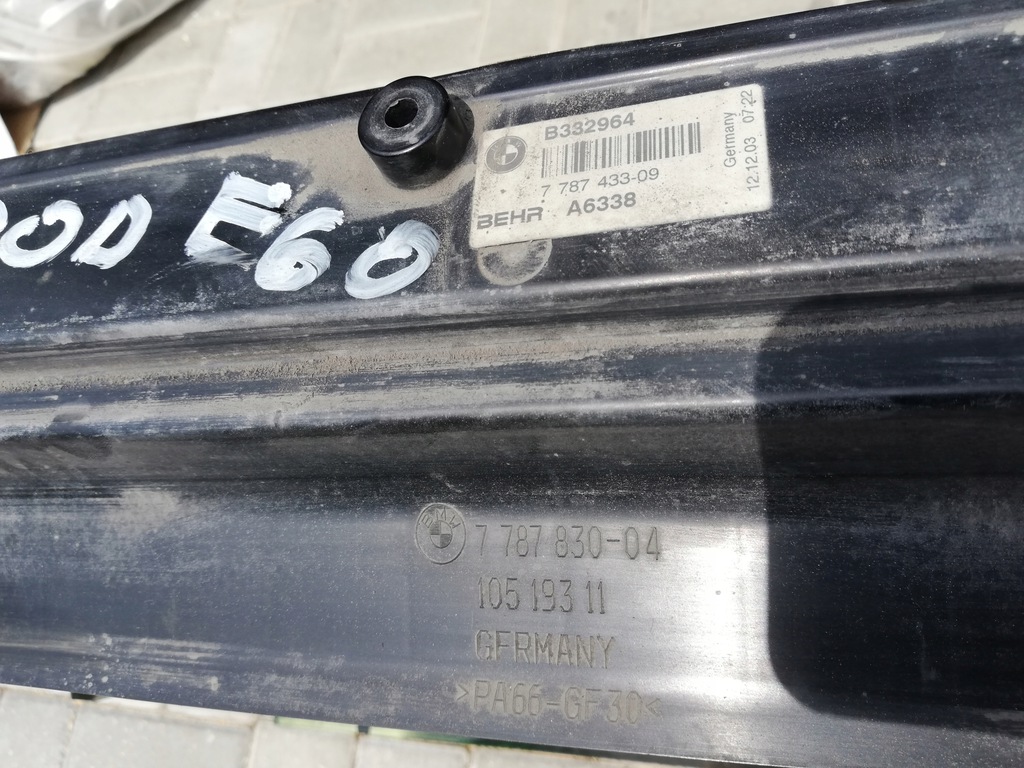 B332964
7 787 433-09
BEHR A6338
Germany
12.12.03 07:22
E60
BMW 7 787 830-04
105 193 11
GERMANY
>PA66-GF30<